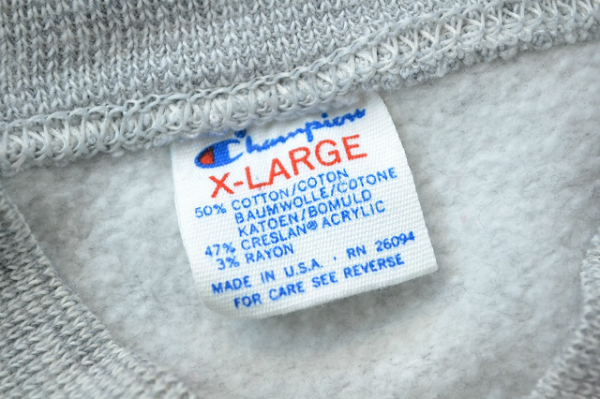 Champion
X-LARGE
50% COTTON/COTON
BAUMWOLLE/COTONE
KATOEN/BOMULD
47% CRESLAN® ACRYLIC
3% RAYON
MADE IN U.S.A. · RN 26094
FOR CARE SEE REVERSE